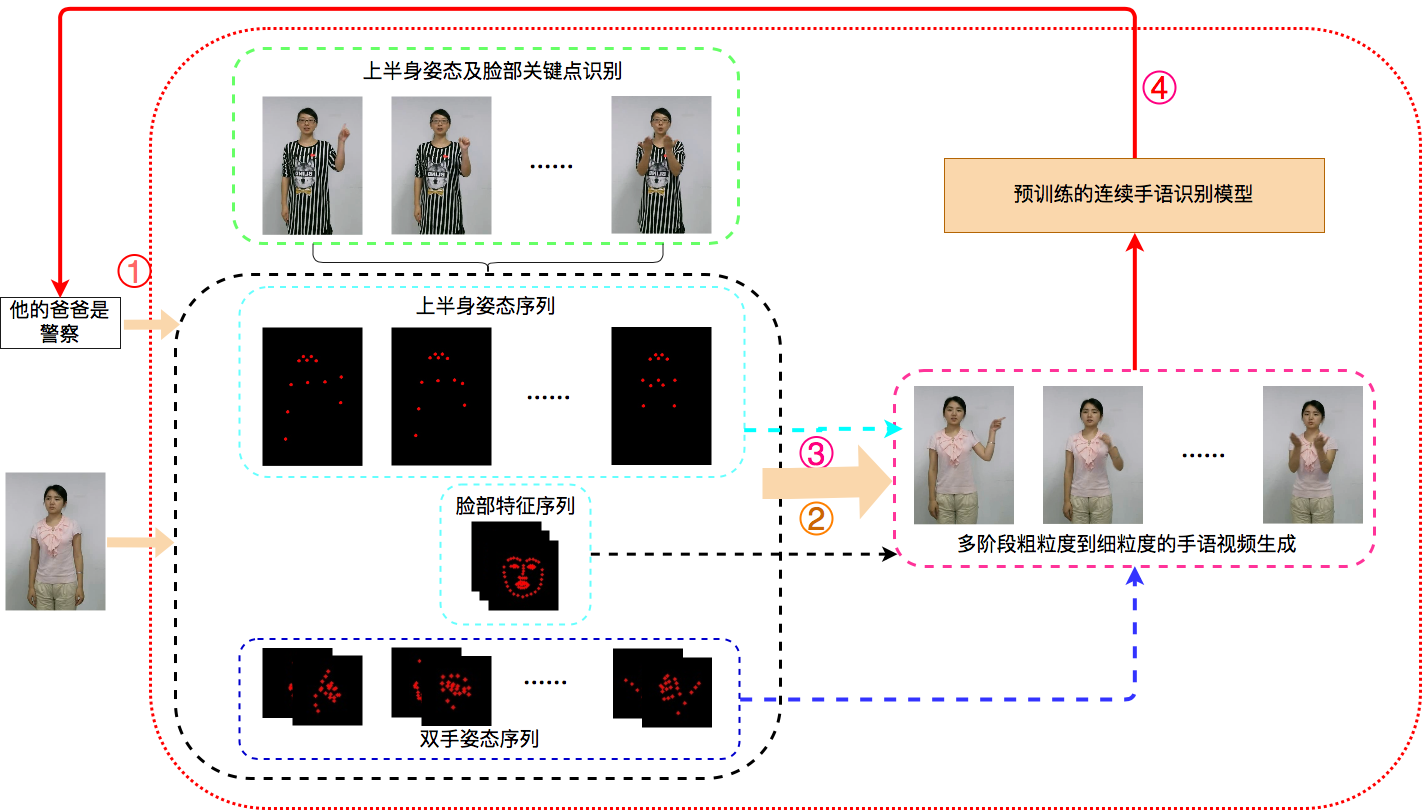 上半身姿态及脸部关键点识别
......
④
预训练的连续手语识别模型
①
他的爸爸是
警察
上半身姿态序列
......
③
②
脸部特征序列
......
多阶段粗粒度到细粒度的手语视频生成
......
双手姿态序列